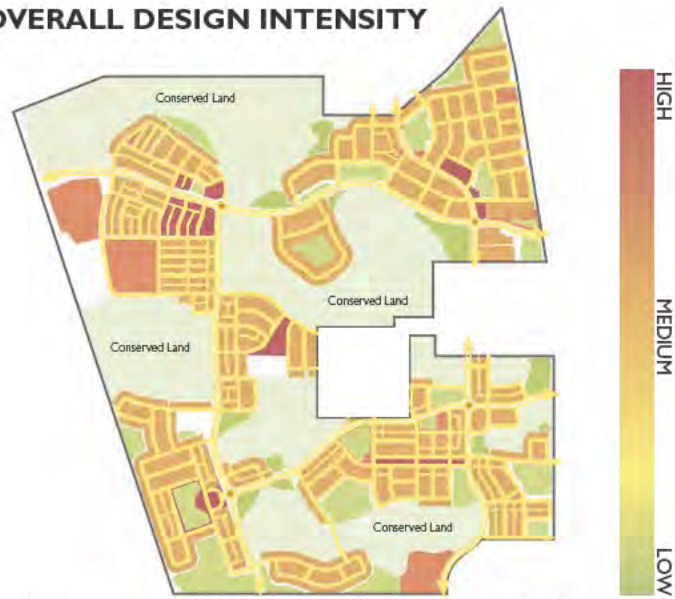 OVERALL DESIGN INTENSITY
Conserved Land
HIGH
Conserved Land
MEDIUM
Conserved Land
Conserved Land
LOW